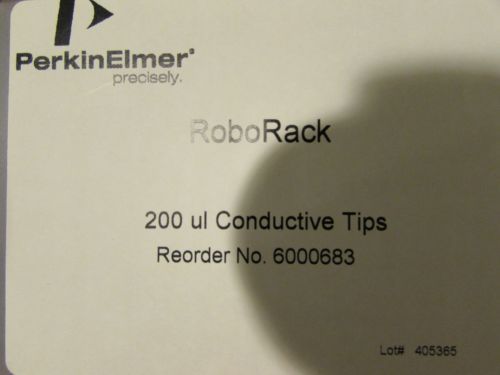 PerkinElmer®
precisely.
RoboRack
200 ul Conductive Tips
Reorder No. 6000683
Lot# 405365